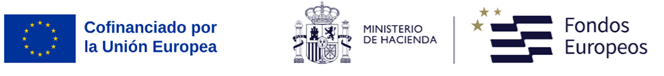 Cofinanciado por
la Unión Europea
MINISTERIO
DE HACIENDA
Fondos
Europeos